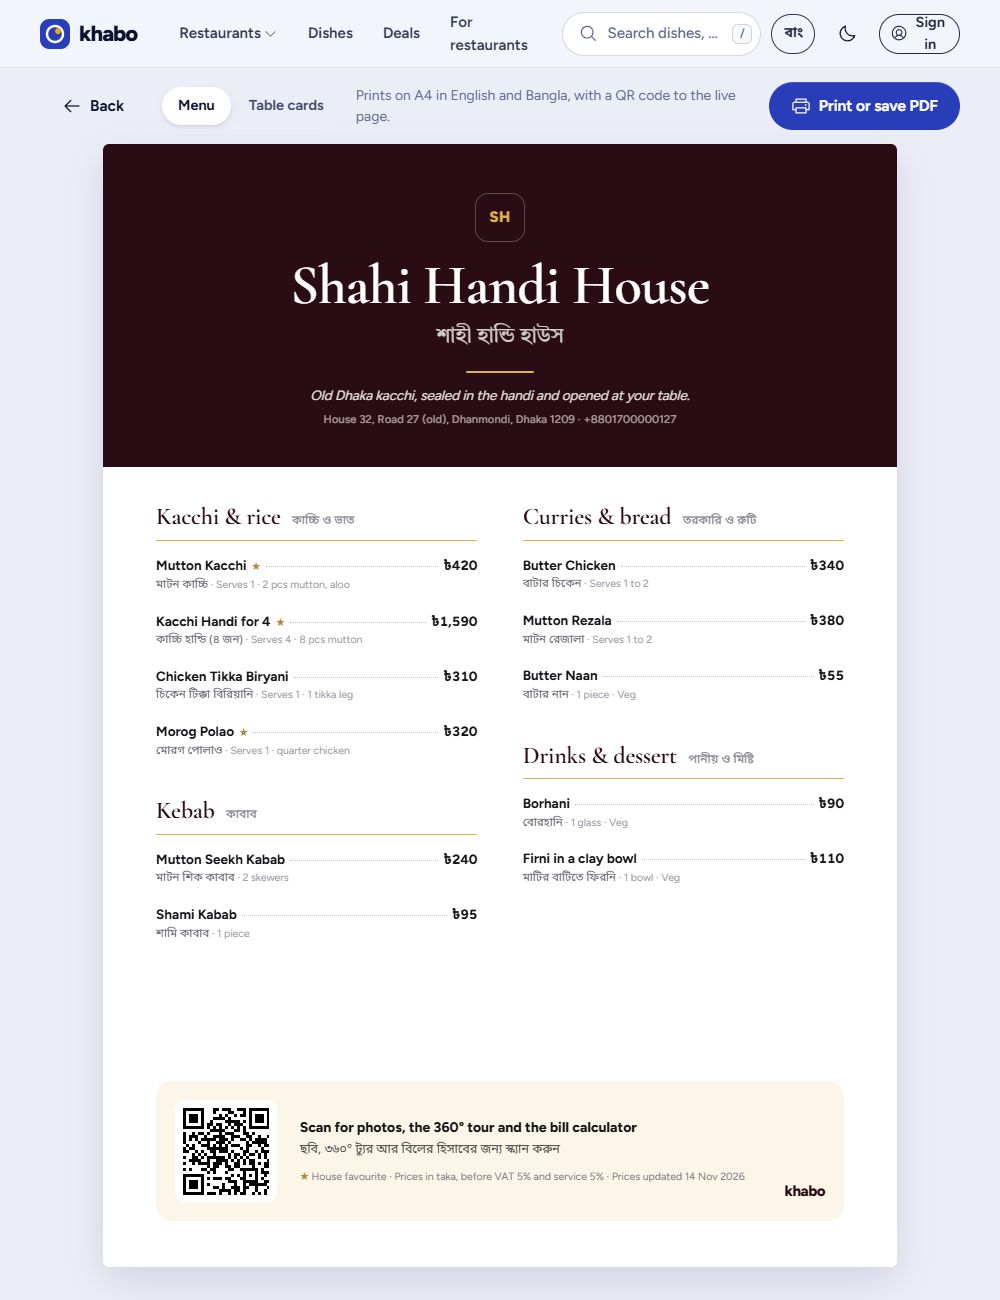 khabo
Restaurants
Dishes
Deals
For restaurants
Search dishes, ...
/
বাং
Sign in
Back
Menu
Table cards
Prints on A4 in English and Bangla, with a QR code to the live page.
Print or save PDF
SH
Shahi Handi House
শাহী হান্ডি হাউস
Old Dhaka kacchi, sealed in the handi and opened at your table.
House 32, Road 27 (old), Dhanmondi, Dhaka 1209 · +8801700000127
Kacchi & rice কাচ্চি ও ভাত
Mutton Kacchi ★ ৳420
মাটন কাচ্চি · Serves 1 · 2 pcs mutton, aloo
Kacchi Handi for 4 ★ ৳1,590
কাচ্চি হান্ডি (৪ জন) · Serves 4 · 8 pcs mutton
Chicken Tikka Biryani ৳310
চিকেন টিক্কা বিরিয়ানি · Serves 1 · 1 tikka leg
Morog Polao ★ ৳320
মোরগ পোলাও · Serves 1 · quarter chicken
Kebab কাবাব
Mutton Seekh Kabab ৳240
মাটন শিক কাবাব · 2 skewers
Shami Kabab ৳95
শামি কাবাব · 1 piece
Curries & bread তরকারি ও রুটি
Butter Chicken ৳340
বাটার চিকেন · Serves 1 to 2
Mutton Rezala ৳380
মাটন রেজালা · Serves 1 to 2
Butter Naan ৳55
বাটার নান · 1 piece · Veg
Drinks & dessert পানীয় ও মিষ্টি
Borhani ৳90
বোরহানি · 1 glass · Veg
Firni in a clay bowl ৳110
মাটির বাটিতে ফিরনি · 1 bowl · Veg
Scan for photos, the 360° tour and the bill calculator
ছবি, ৩৬০° ট্যুর আর বিলের হিসাবের জন্য স্ক্যান করুন
★ House favourite · Prices in taka, before VAT 5% and service 5% · Prices updated 14 Nov 2026
khabo